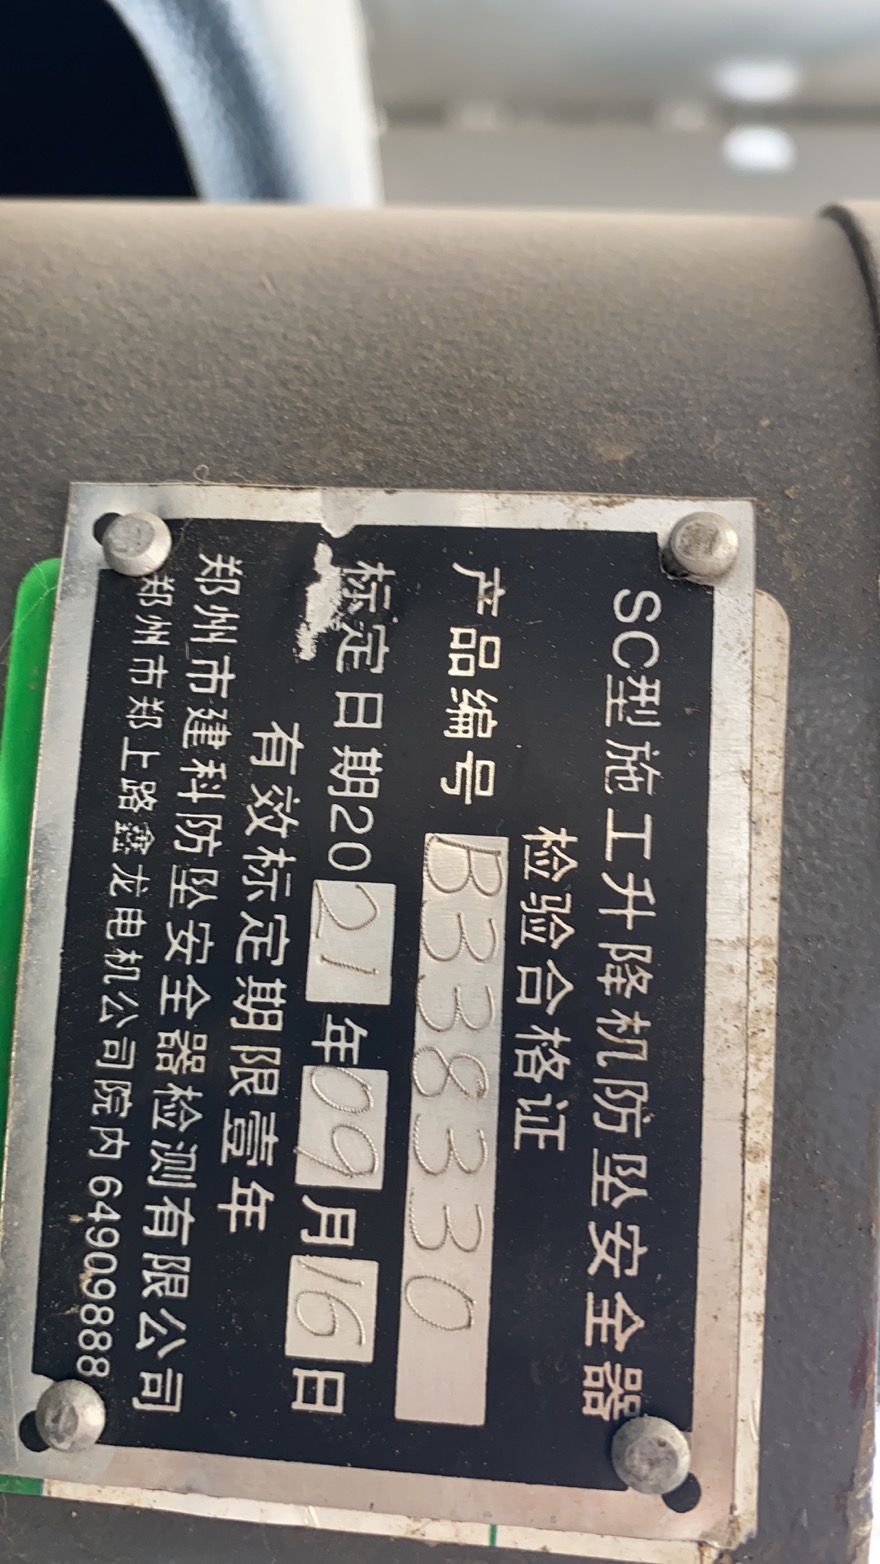 SC型施工升降机防坠安全器
检验合格证
产品编号 B338330
标定日期2021年09月16日
有效标定期限壹年
郑州市建科防坠安全器检测有限公司
郑州市郑上路鑫龙电机公司院内 64909888